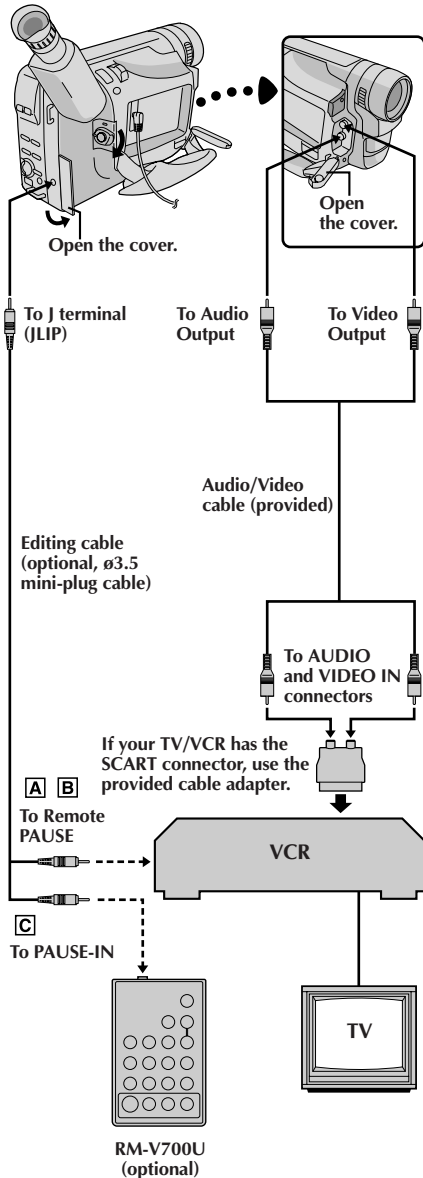 Open the cover.
Open
the cover.
To J terminal
(JLIP)
To Audio
Output
To Video
Output
Audio/Video
cable (provided)
Editing cable
(optional, ø3.5
mini-plug cable)
To AUDIO
and VIDEO IN
connectors
If your TV/VCR has the
SCART connector, use the
provided cable adapter.
A B
To Remote
PAUSE
VCR
C
To PAUSE-IN
TV
RM-V700U
(optional)